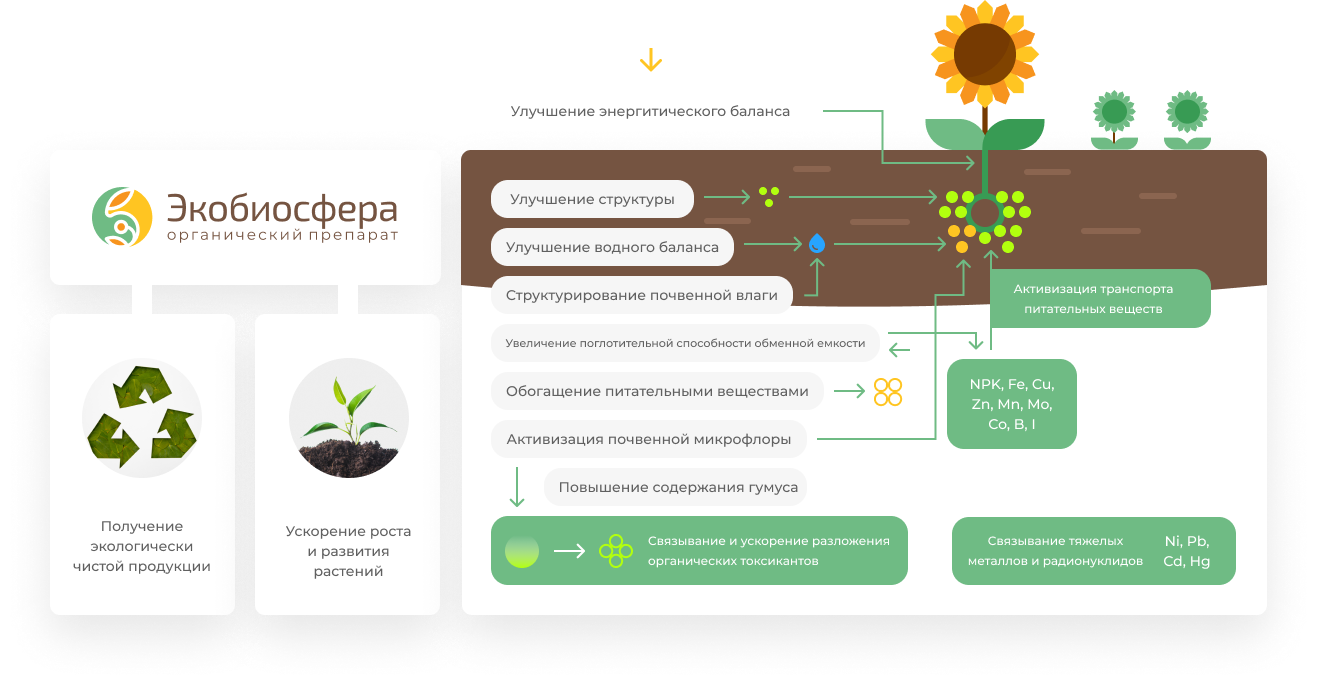 Улучшение энергитического баланса
Экобиосфера
органический препарат
Получение
экологически
чистой продукции
Ускорение роста
и развития
растений
Улучшение структуры
Улучшение водного баланса
Структурирование почвенной влаги
Увеличение поглотительной способности обменной емкости
Обогащение питательными веществами
Активизация почвенной микрофлоры
Повышение содержания гумуса
Активизация транспорта
питательных веществ
NPK, Fe, Cu,
Zn, Mn, Mo,
Co, B, I
Связывание и ускорение разложения
органических токсикантов
Связывание тяжелых
металлов и радионуклидов
Ni, Pb,
Cd, Hg